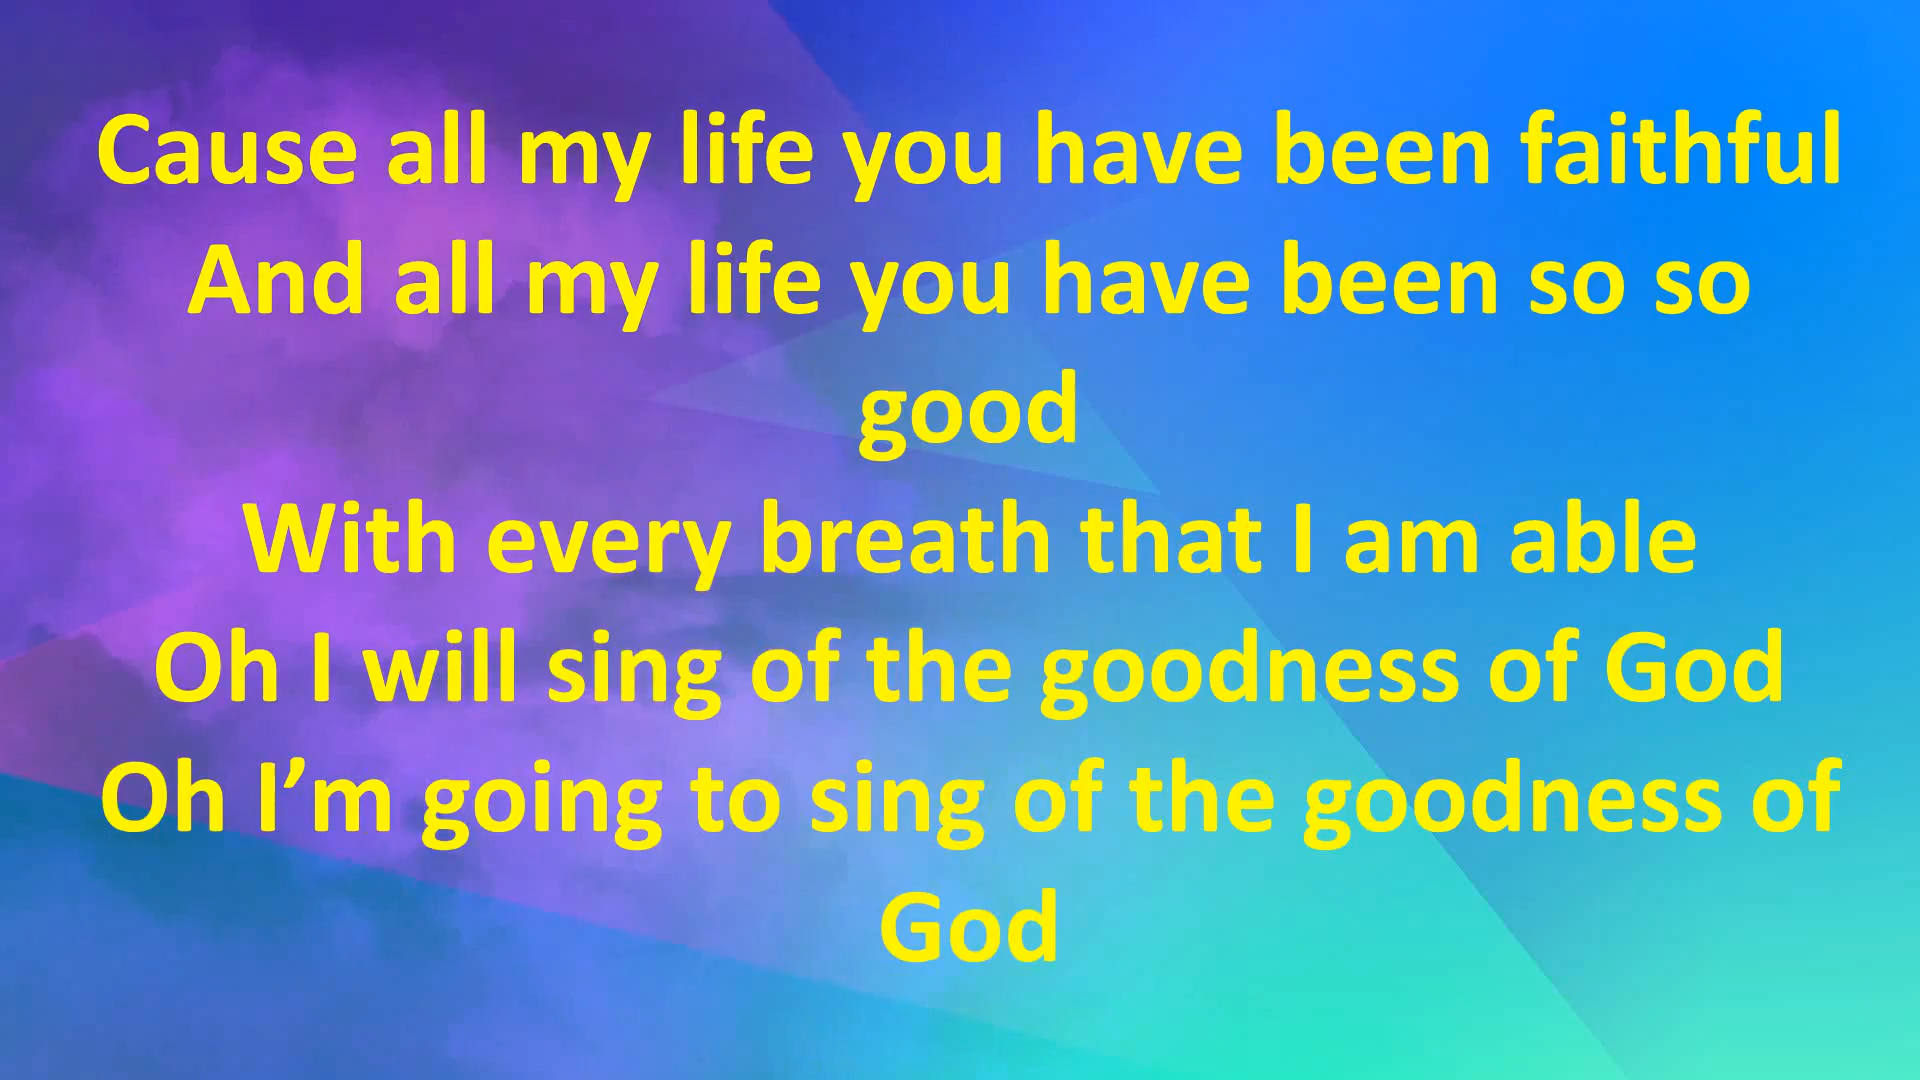 Cause all my life you have been faithful
And all my life you have been so so
good
With every breath that I am able
Oh I will sing of the goodness of God
Oh I’m going to sing of the goodness of
God